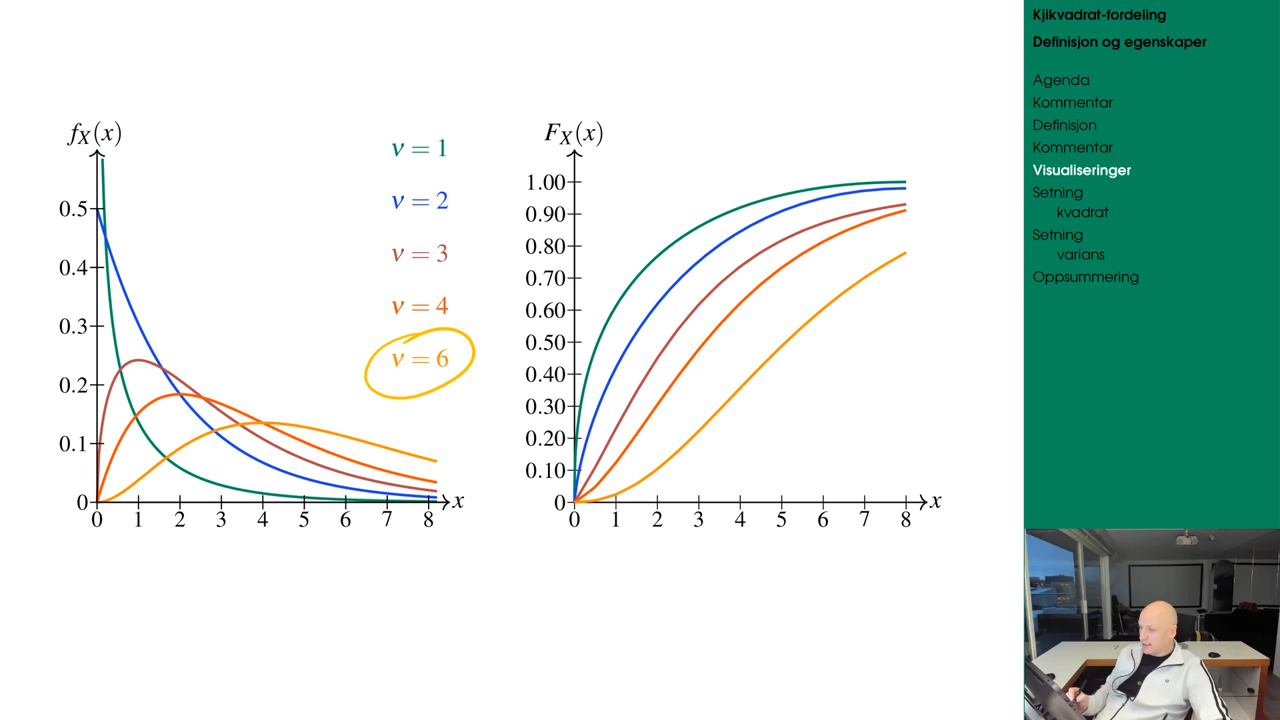 f_X(x)
0.5
0.4
0.3
0.2
0.1
0
0 1 2 3 4 5 6 7 8
x
ν = 1
ν = 2
ν = 3
ν = 4
ν = 6
F_X(x)
1.00
0.90
0.80
0.70
0.60
0.50
0.40
0.30
0.20
0.10
0
0 1 2 3 4 5 6 7 8
x
Kjikvadrat-fordeling
Definisjon og egenskaper
Agenda
Kommentar
Definisjon
Kommentar
Visualiseringer
Setning
kvadrat
Setning
varians
Oppsummering